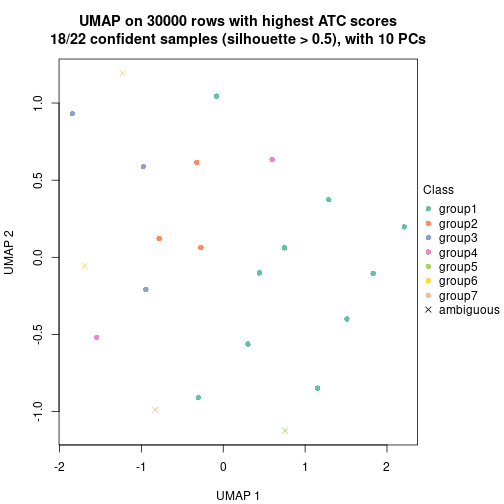 UMAP on 30000 rows with highest ATC scores
18/22 confident samples (silhouette > 0.5), with 10 PCs
UMAP 2
1.0
0.5
0.0
-0.5
-1.0
-2
-1
0
1
2
UMAP 1
Class
group1
group2
group3
group4
group5
group6
group7
ambiguous